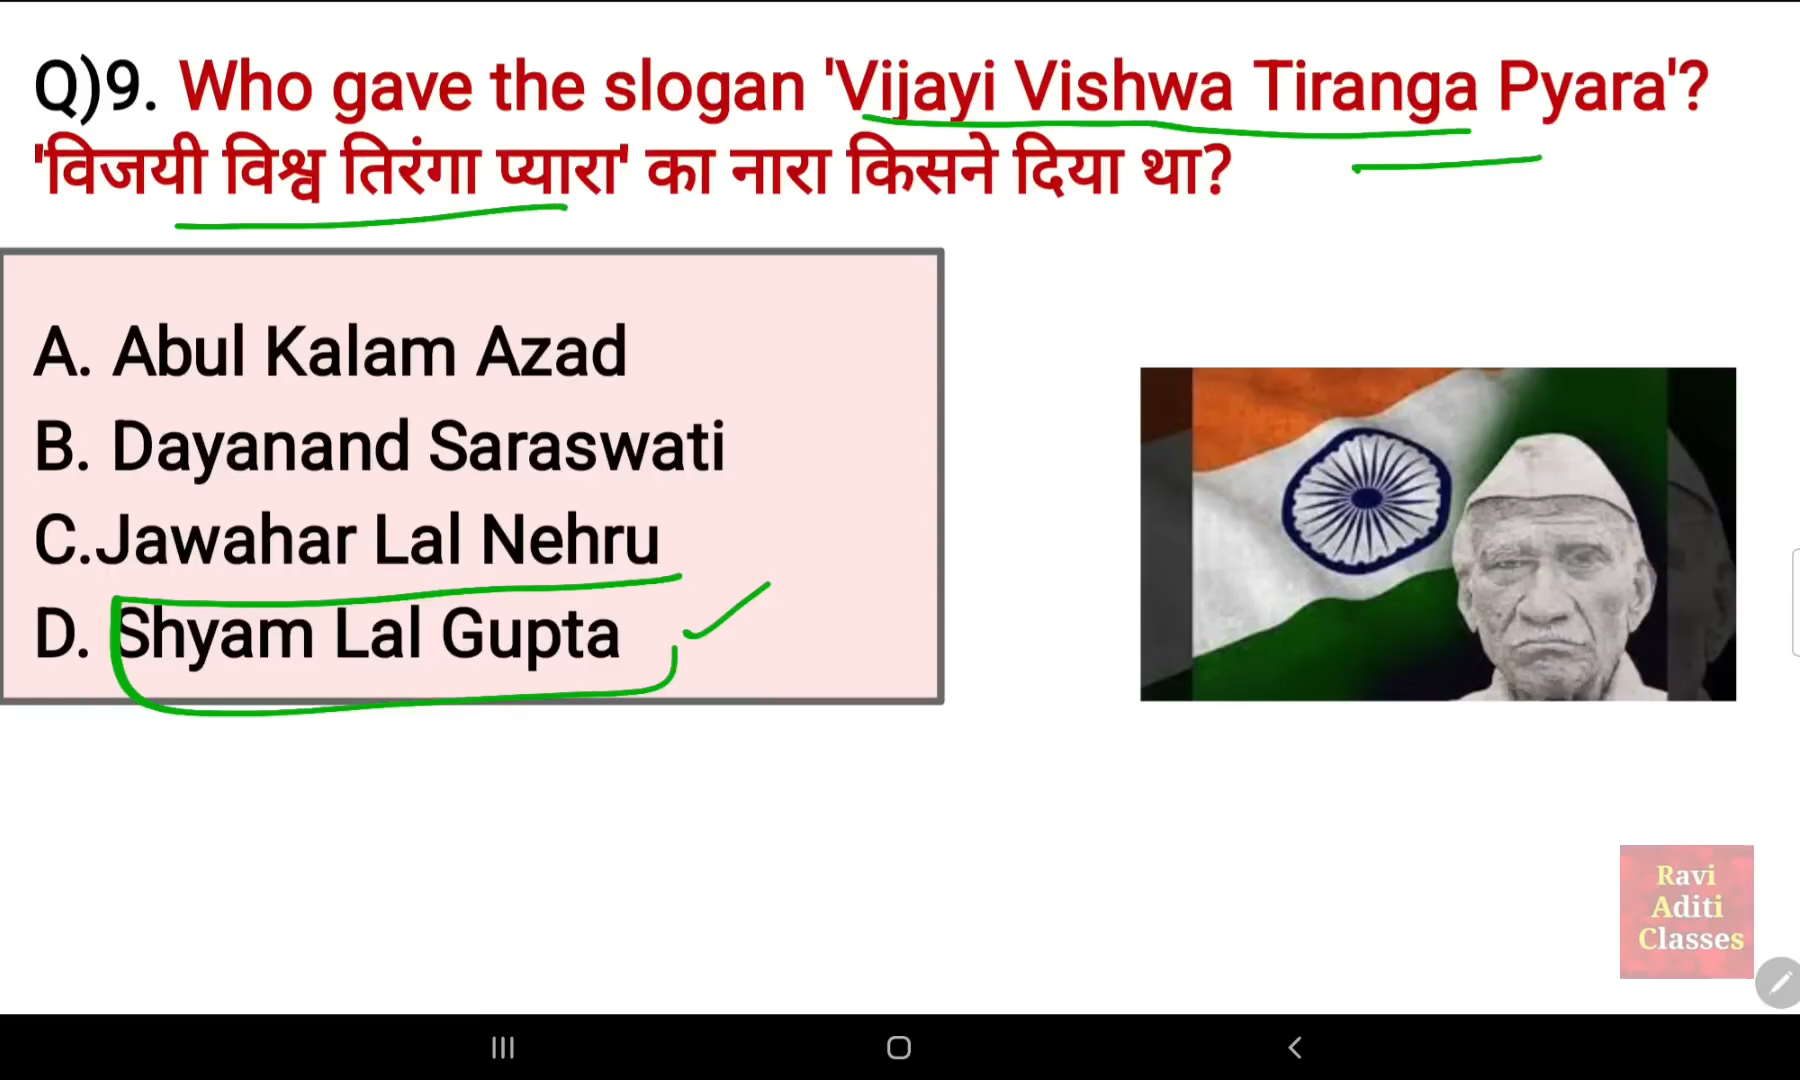 Q)9. Who gave the slogan 'Vijayi Vishwa Tiranga Pyara'?
'विजयी विश्व तिरंगा प्यारा' का नारा किसने दिया था?
A. Abul Kalam Azad
B. Dayanand Saraswati
C.Jawahar Lal Nehru
D. Shyam Lal Gupta
Ravi
Aditi
Classes